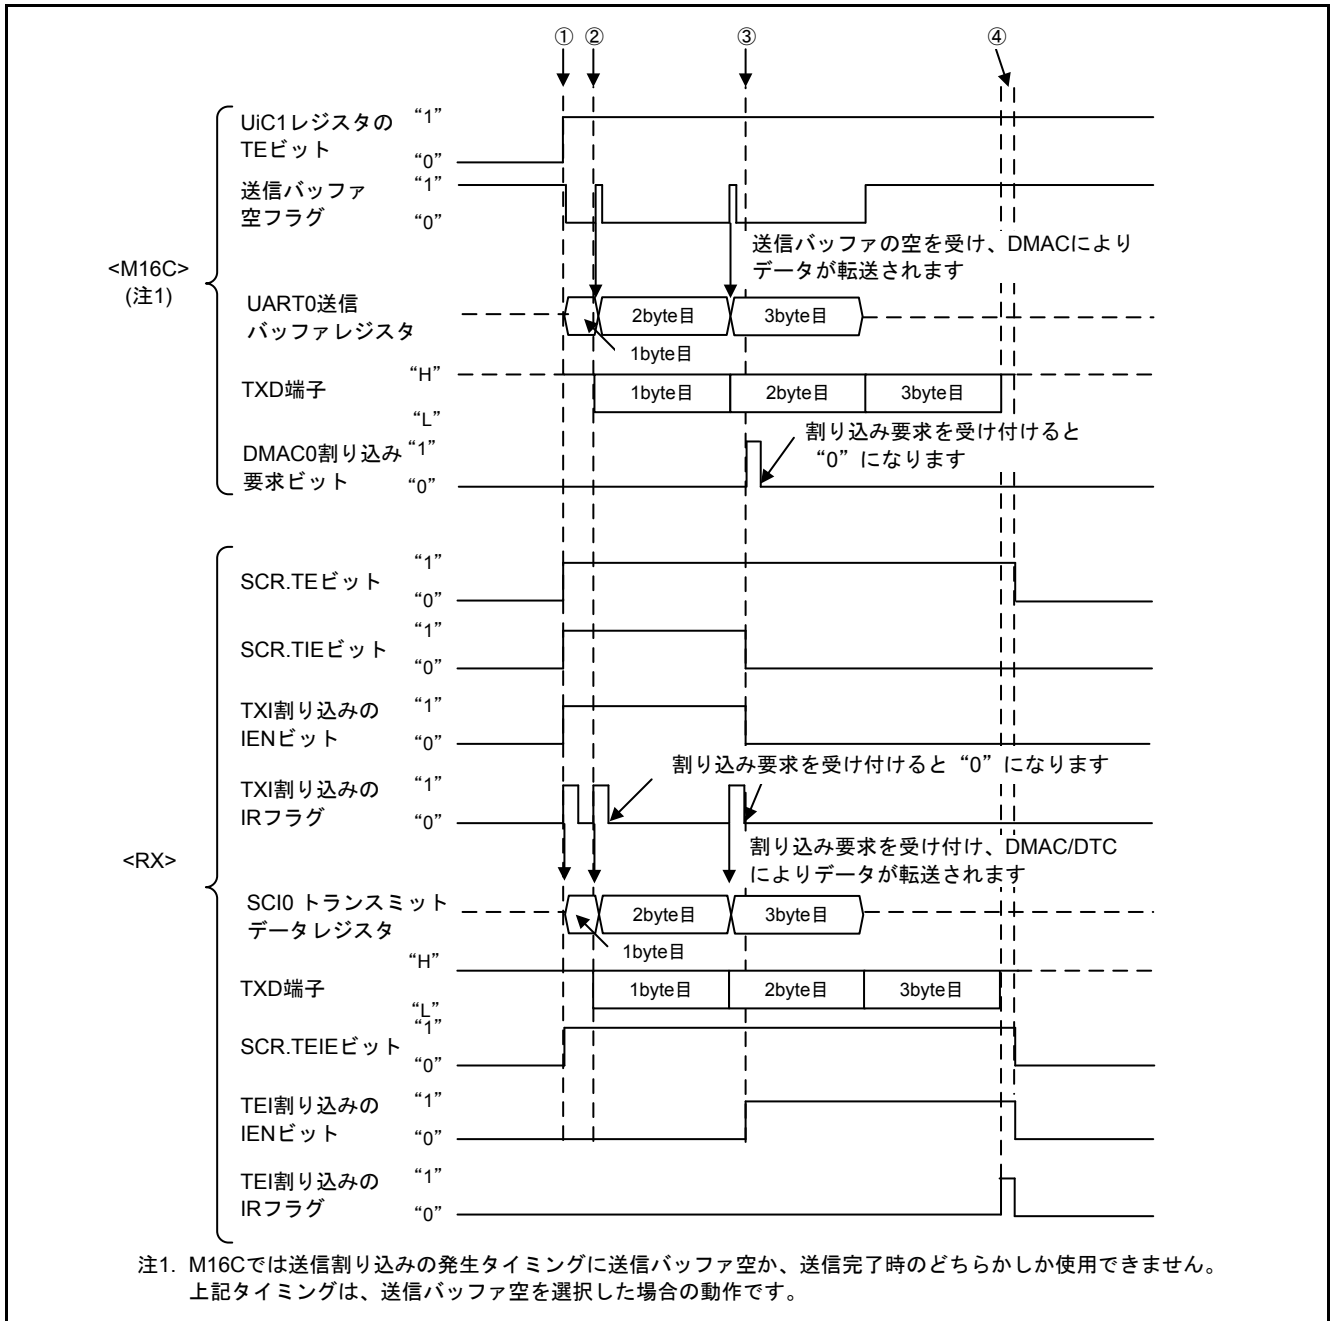 ① ② ③ ④
UiC1レジスタの
TEビット
“1”
“0”
送信バッファ
空フラグ
“1”
“0”
送信バッファの空を受け、DMACにより
データが転送されます
<M16C>
(注1)
UART0送信
バッファレジスタ
2byte目
3byte目
1byte目
TXD端子
“H”
“L”
1byte目
2byte目
3byte目
割り込み要求を受け付けると
“0”になります
DMAC0割り込み
要求ビット
“1”
“0”
SCR.TEビット
“1”
“0”
SCR.TIEビット
“1”
“0”
TXI割り込みの
IENビット
“1”
“0”
割り込み要求を受け付けると“0”になります
TXI割り込みの
IRフラグ
“1”
“0”
割り込み要求を受け付け、DMAC/DTC
によりデータが転送されます
<RX>
SCI0 トランスミット
データレジスタ
2byte目
3byte目
1byte目
TXD端子
“H”
“L”
1byte目
2byte目
3byte目
SCR.TEIEビット
“1”
“0”
TEI割り込みの
IENビット
“1”
“0”
TEI割り込みの
IRフラグ
“1”
“0”
注1. M16Cでは送信割り込みの発生タイミングに送信バッファ空か、送信完了時のどちらかしか使用できません。
上記タイミングは、送信バッファ空を選択した場合の動作です。